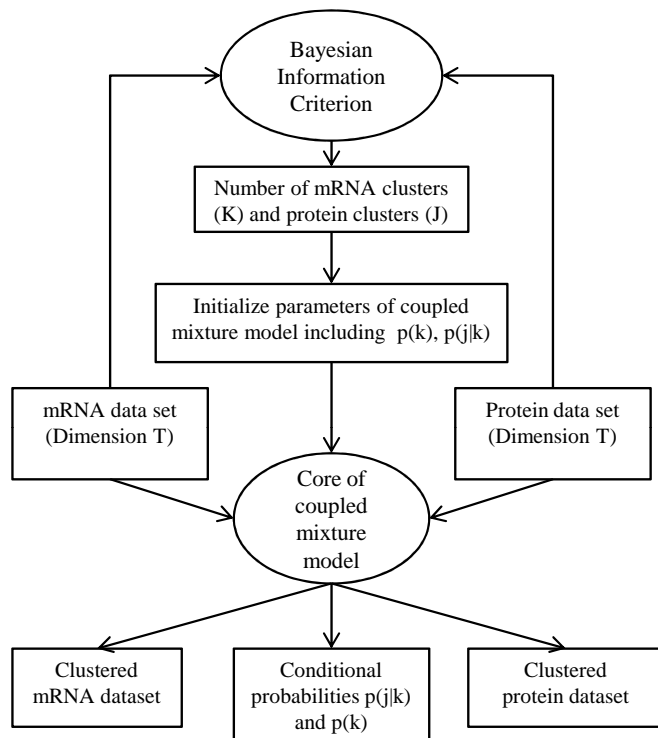 Bayesian
Information
Criterion
Number of mRNA clusters
(K) and protein clusters (J)
Initialize parameters of coupled
mixture model including p(k), p(j|k)
mRNA data set
(Dimension T)
Protein data set
(Dimension T)
Core of
coupled
mixture
model
Clustered
mRNA dataset
Conditional
probabilities p(j|k)
and p(k)
Clustered
protein dataset